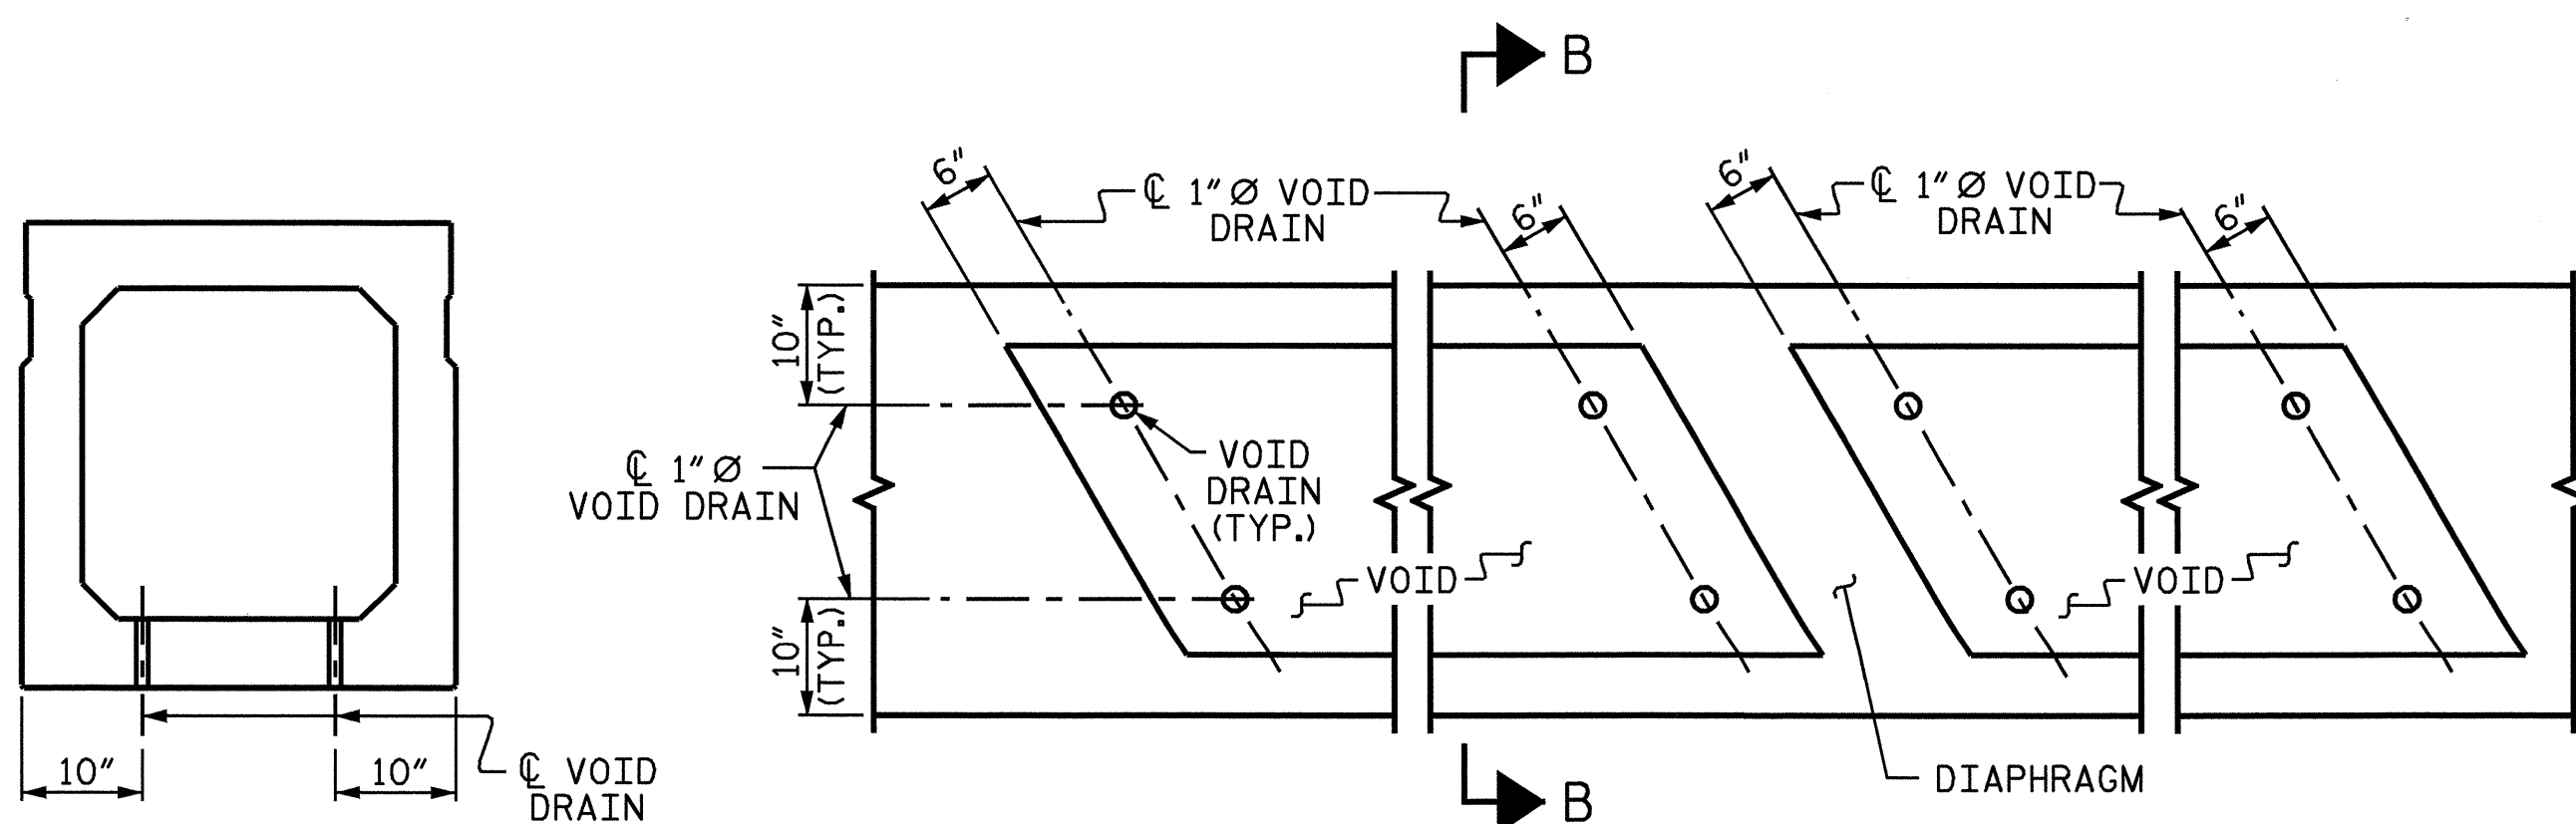 B
6"
℄ 1"Ø VOID
DRAIN
6"
6"
℄ 1"Ø VOID
DRAIN
6"
10"
(TYP.)
℄ 1"Ø
VOID DRAIN
VOID
DRAIN
(TYP.)
VOID
VOID
10"
(TYP.)
10"
10"
℄ VOID
DRAIN
DIAPHRAGM
B